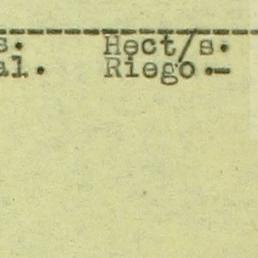 s. Hect/s.
al. Riego.-